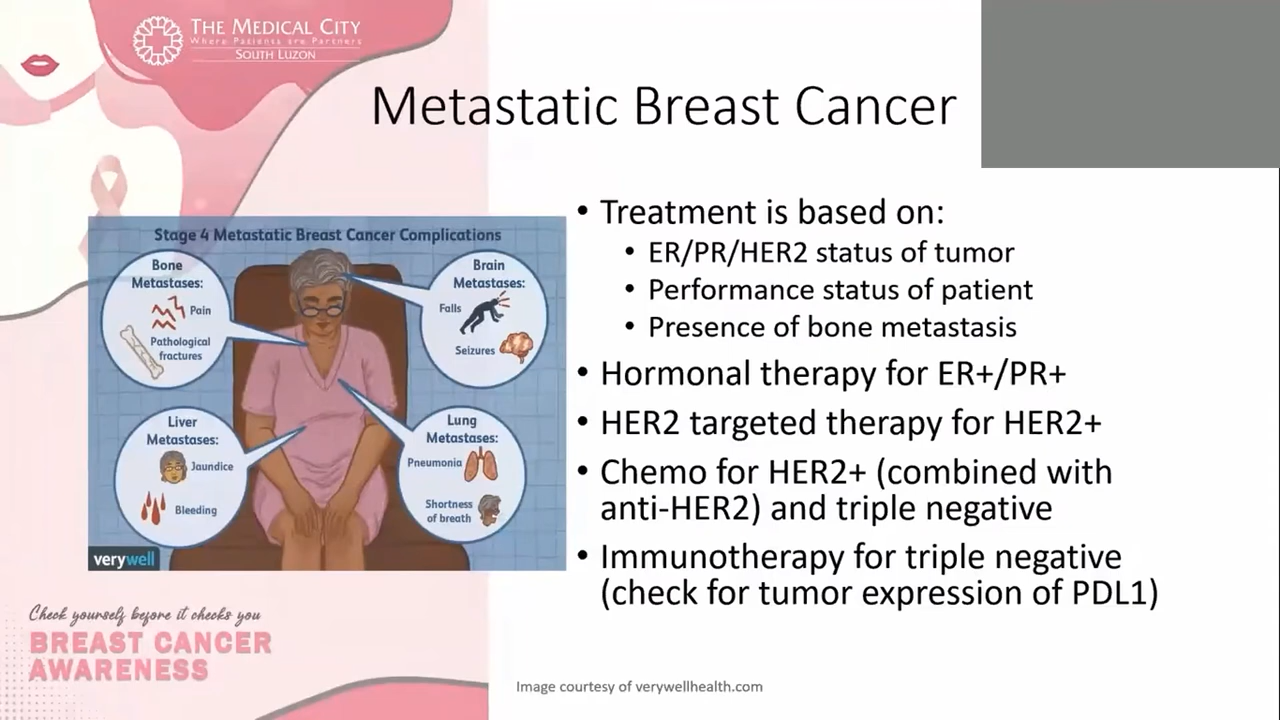 THE MEDICAL CITY
Where Patients are Partners
SOUTH LUZON
Metastatic Breast Cancer
Stage 4 Metastatic Breast Cancer Complications
Bone
Metastases:
Pain
Pathological
fractures
Brain
Metastases:
Falls
Seizures
Liver
Metastases:
Jaundice
Bleeding
Lung
Metastases:
Pneumonia
Shortness
of breath
verywell
• Treatment is based on:
• ER/PR/HER2 status of tumor
• Performance status of patient
• Presence of bone metastasis
• Hormonal therapy for ER+/PR+
• HER2 targeted therapy for HER2+
• Chemo for HER2+ (combined with
anti-HER2) and triple negative
• Immunotherapy for triple negative
(check for tumor expression of PDL1)
Check yourself before it checks you
BREAST CANCER
AWARENESS
Image courtesy of verywellhealth.com